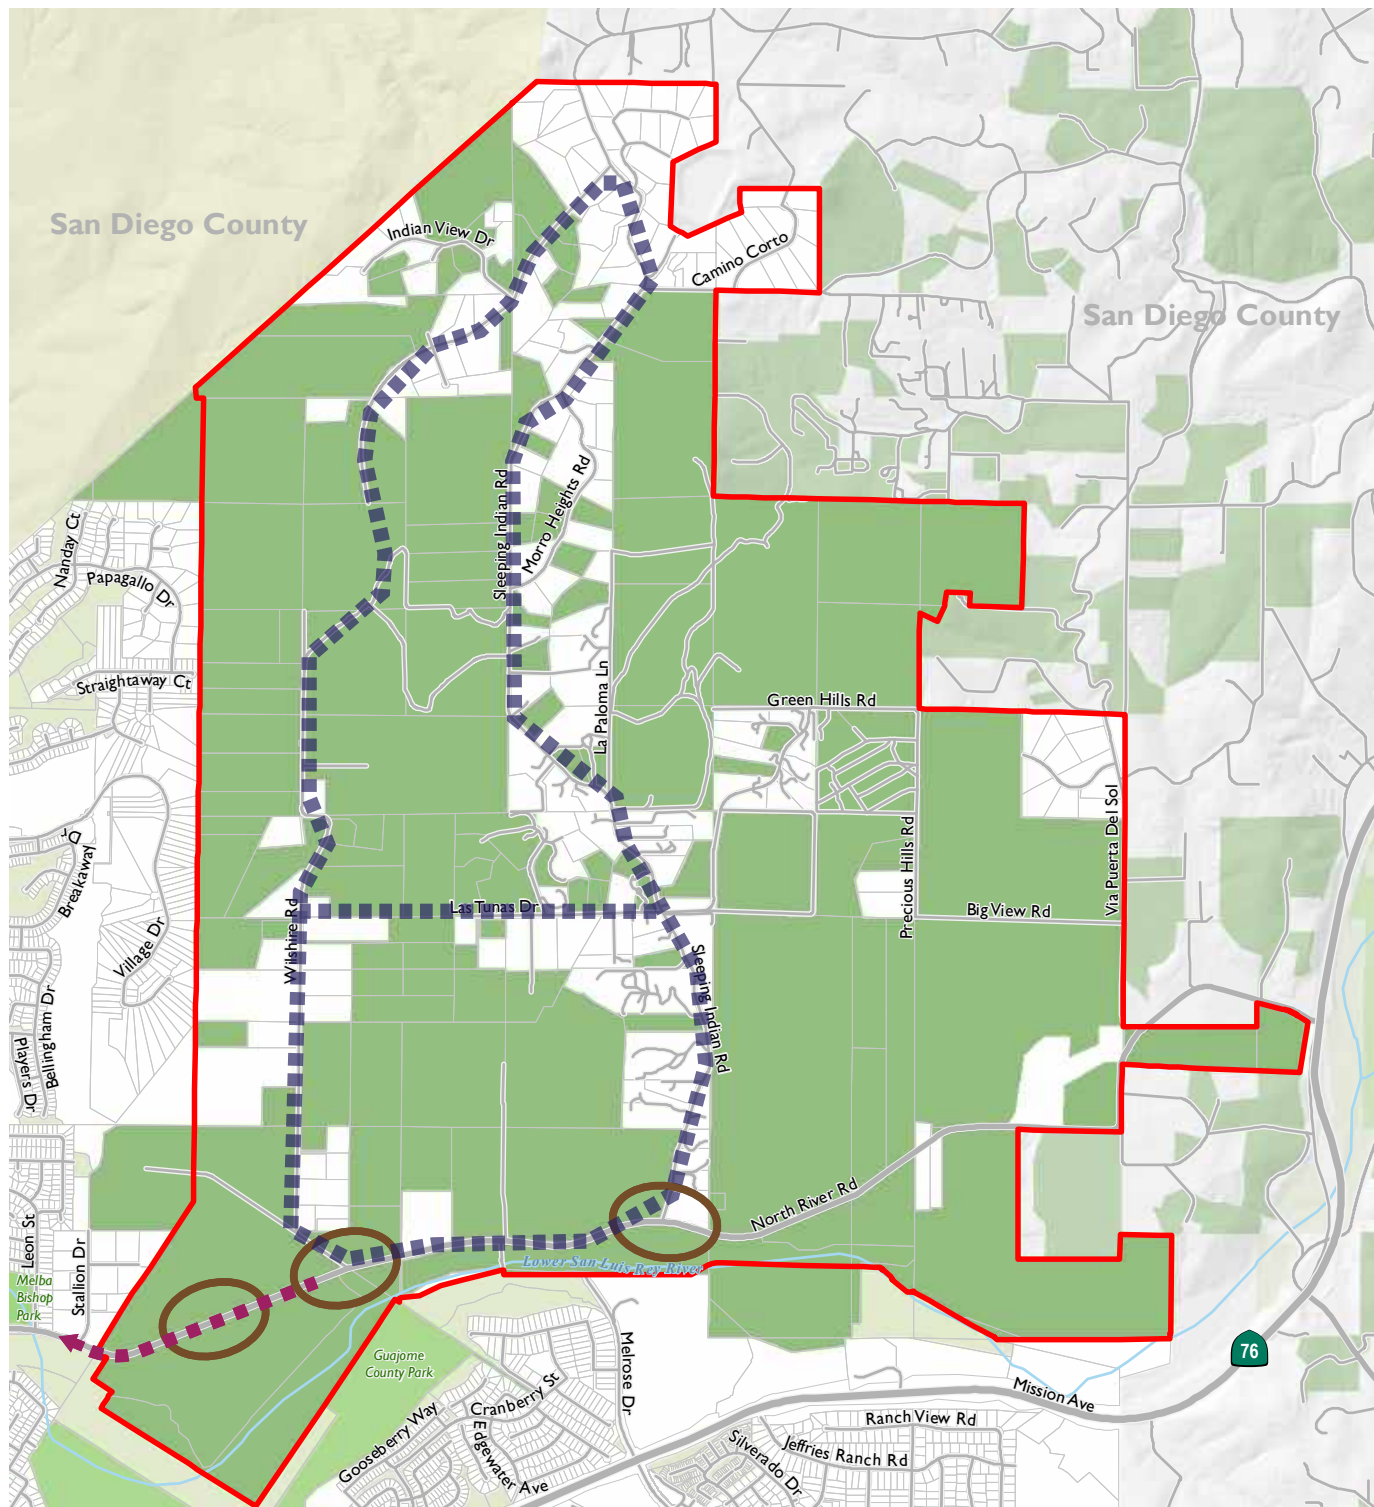 San Diego County
Indian View Dr
Camino Corto
San Diego County
Sleeping Indian Rd
Morro Heights Rd
Nanday Ct
Papagallo Dr
Straightaway Ct
La Paloma Ln
Green Hills Rd
Via Puerta Del Sol
Precious Hills Rd
Dr
Breakaway
Village Dr
Las Tunas Dr
Big View Rd
Wilshire Rd
Sleeping Indian Rd
Bellingham Dr
Players Dr
North River Rd
Leon St
Stallion Dr
Lower San Luis Rey River
Melba
Bishop
Park
Guajome
County Park
Melrose Dr
76
Mission Ave
Cranberry St
Gooseberry Way
Edgewater Ave
Ranch View Rd
Jeffries Ranch Rd
Silverado Dr